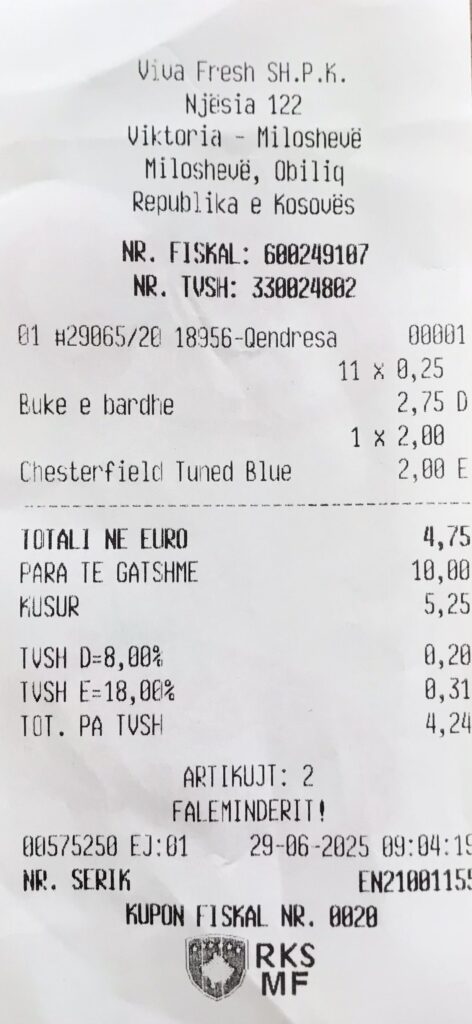 Viva Fresh SH.P.K.
Njësia 122
Viktoria - Miloshevë
Miloshevë, Obiliq
Republika e Kosovës
NR. FISKAL: 600249107
NR. TVSH: 330024802
01 #29065/20 18956-Qendresa 00001
11 x 0,25
Buke e bardhe 2,75 D
1 x 2,00
Chesterfield Tuned Blue 2,00 E
TOTALI NE EURO 4,75
PARA TE GATSHME 10,00
KUSUR 5,25
TVSH D=8,00% 0,20
TVSH E=18,00% 0,31
TOT. PA TVSH 4,24
ARTIKUJT: 2
FALEMINDERIT!
00575250 EJ:01 29-06-2025 09:04:19
NR. SERIK EN21001155
KUPON FISKAL NR. 0020
RKS
MF